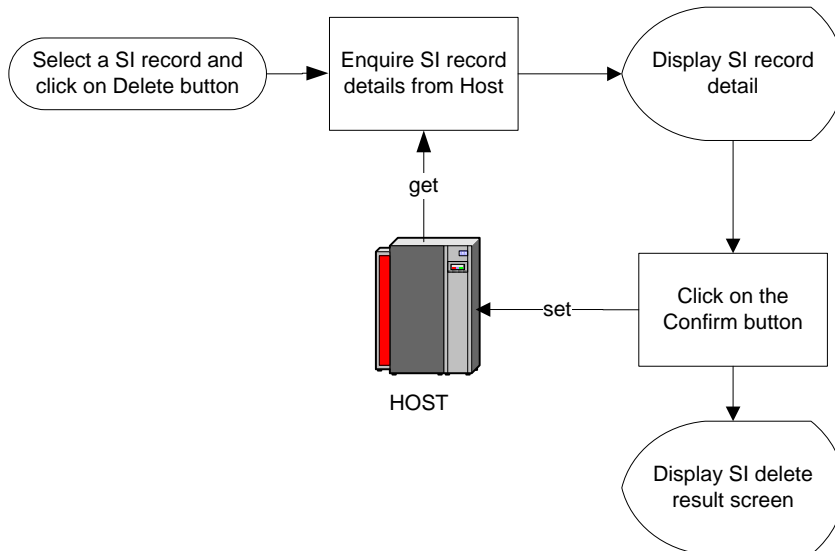 Select a SI record and
click on Delete button
Enquire SI record
details from Host
Display SI record
detail
get
set
Click on the
Confirm button
HOST
Display SI delete
result screen